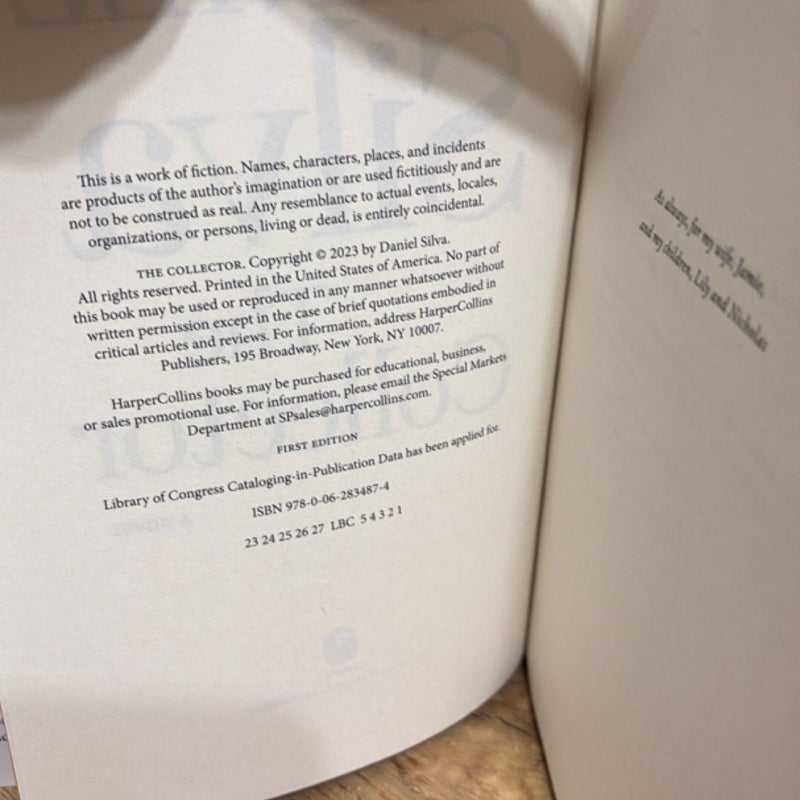 This is a work of fiction. Names, characters, places, and incidents
are products of the author's imagination or are used fictitiously and are
not to be construed as real. Any resemblance to actual events, locales,
organizations, or persons, living or dead, is entirely coincidental.
THE COLLECTOR. Copyright © 2023 by Daniel Silva.
All rights reserved. Printed in the United States of America. No part of
this book may be used or reproduced in any manner whatsoever without
written permission except in the case of brief quotations embodied in
critical articles and reviews. For information, address HarperCollins
Publishers, 195 Broadway, New York, NY 10007.
HarperCollins books may be purchased for educational, business,
or sales promotional use. For information, please email the Special Markets
Department at SPsales@harpercollins.com.
FIRST EDITION
Library of Congress Cataloging-in-Publication Data has been applied for.
ISBN 978-0-06-283487-4
23 24 25 26 27 LBC 5 4 3 2 1
As always, for my wife, Jamie,
and my children, Lily and Nicholas